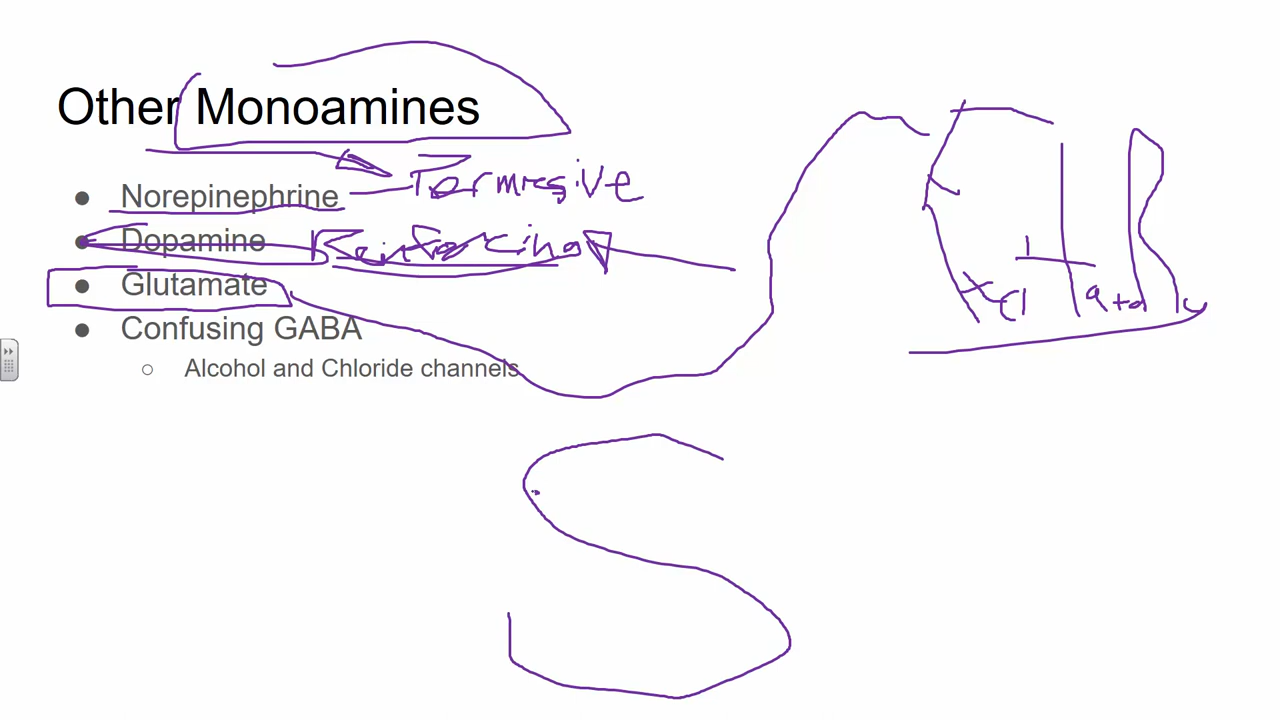 Other Monoamines
● Norepinephrine Permissive
● Dopamine Reinforcing
● Glutamate
● Confusing GABA
○ Alcohol and Chloride channels
S